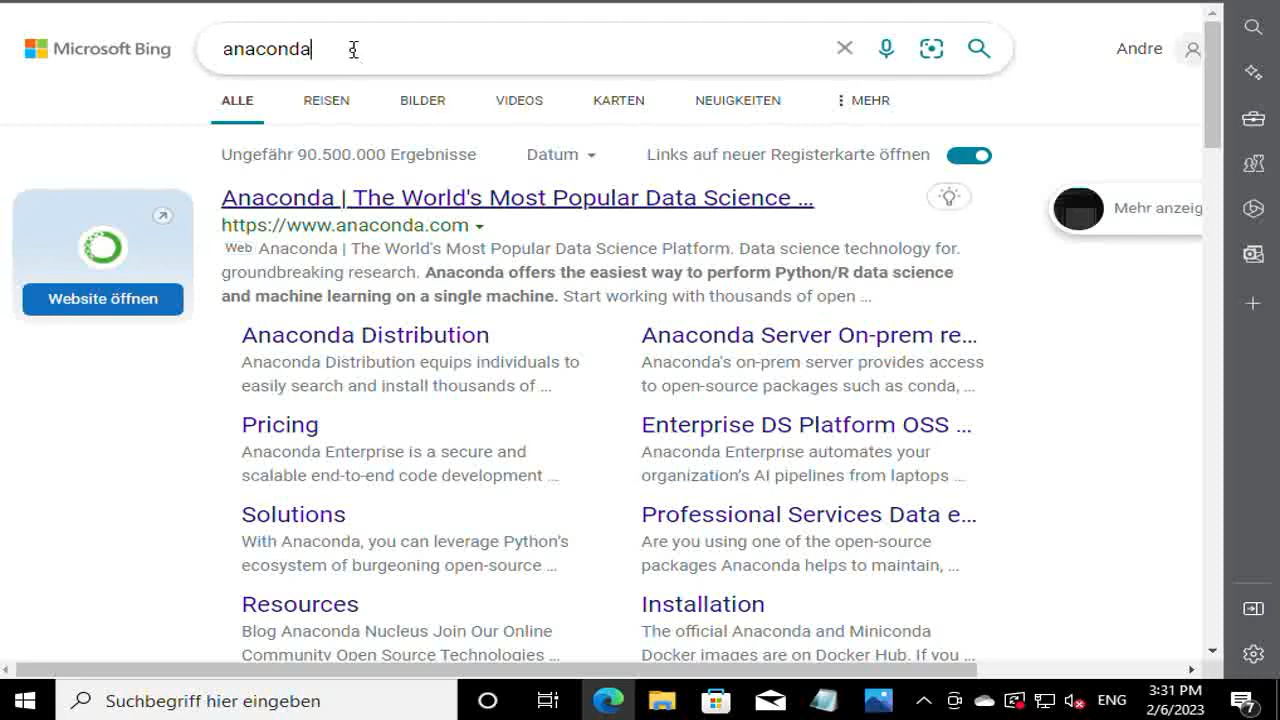 Microsoft Bing
anaconda
Andre
ALLE
REISEN
BILDER
VIDEOS
KARTEN
NEUIGKEITEN
MEHR
Ungefähr 90.500.000 Ergebnisse
Datum
Links auf neuer Registerkarte öffnen
Website öffnen
Anaconda | The World's Most Popular Data Science ...
https://www.anaconda.com
Web Anaconda | The World's Most Popular Data Science Platform. Data science technology for.
groundbreaking research. Anaconda offers the easiest way to perform Python/R data science
and machine learning on a single machine. Start working with thousands of open ...
Mehr anzeig
Anaconda Distribution
Anaconda Distribution equips individuals to
easily search and install thousands of ...
Anaconda Server On-prem re...
Anaconda's on-prem server provides access
to open-source packages such as conda, ...
Pricing
Anaconda Enterprise is a secure and
scalable end-to-end code development ...
Enterprise DS Platform OSS ...
Anaconda Enterprise automates your
organization's AI pipelines from laptops ...
Solutions
With Anaconda, you can leverage Python's
ecosystem of burgeoning open-source ...
Professional Services Data e...
Are you using one of the open-source
packages Anaconda helps to maintain, ...
Resources
Blog Anaconda Nucleus Join Our Online
Community Open Source Technologies ...
Installation
The official Anaconda and Miniconda
Docker images are on Docker Hub. If you ...
Suchbegriff hier eingeben
ENG
3:31 PM
2/6/2023
7